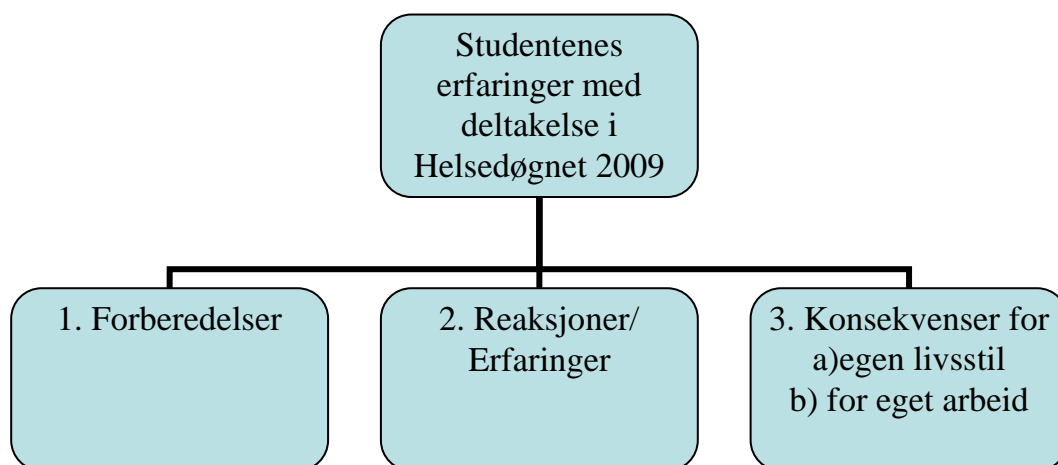 Studentenes
erfaringer med
deltakelse i
Helsedøgnet 2009
1. Forberedelser
2. Reaksjoner/
Erfaringer
3. Konsekvenser for
a)egen livsstil
b) for eget arbeid